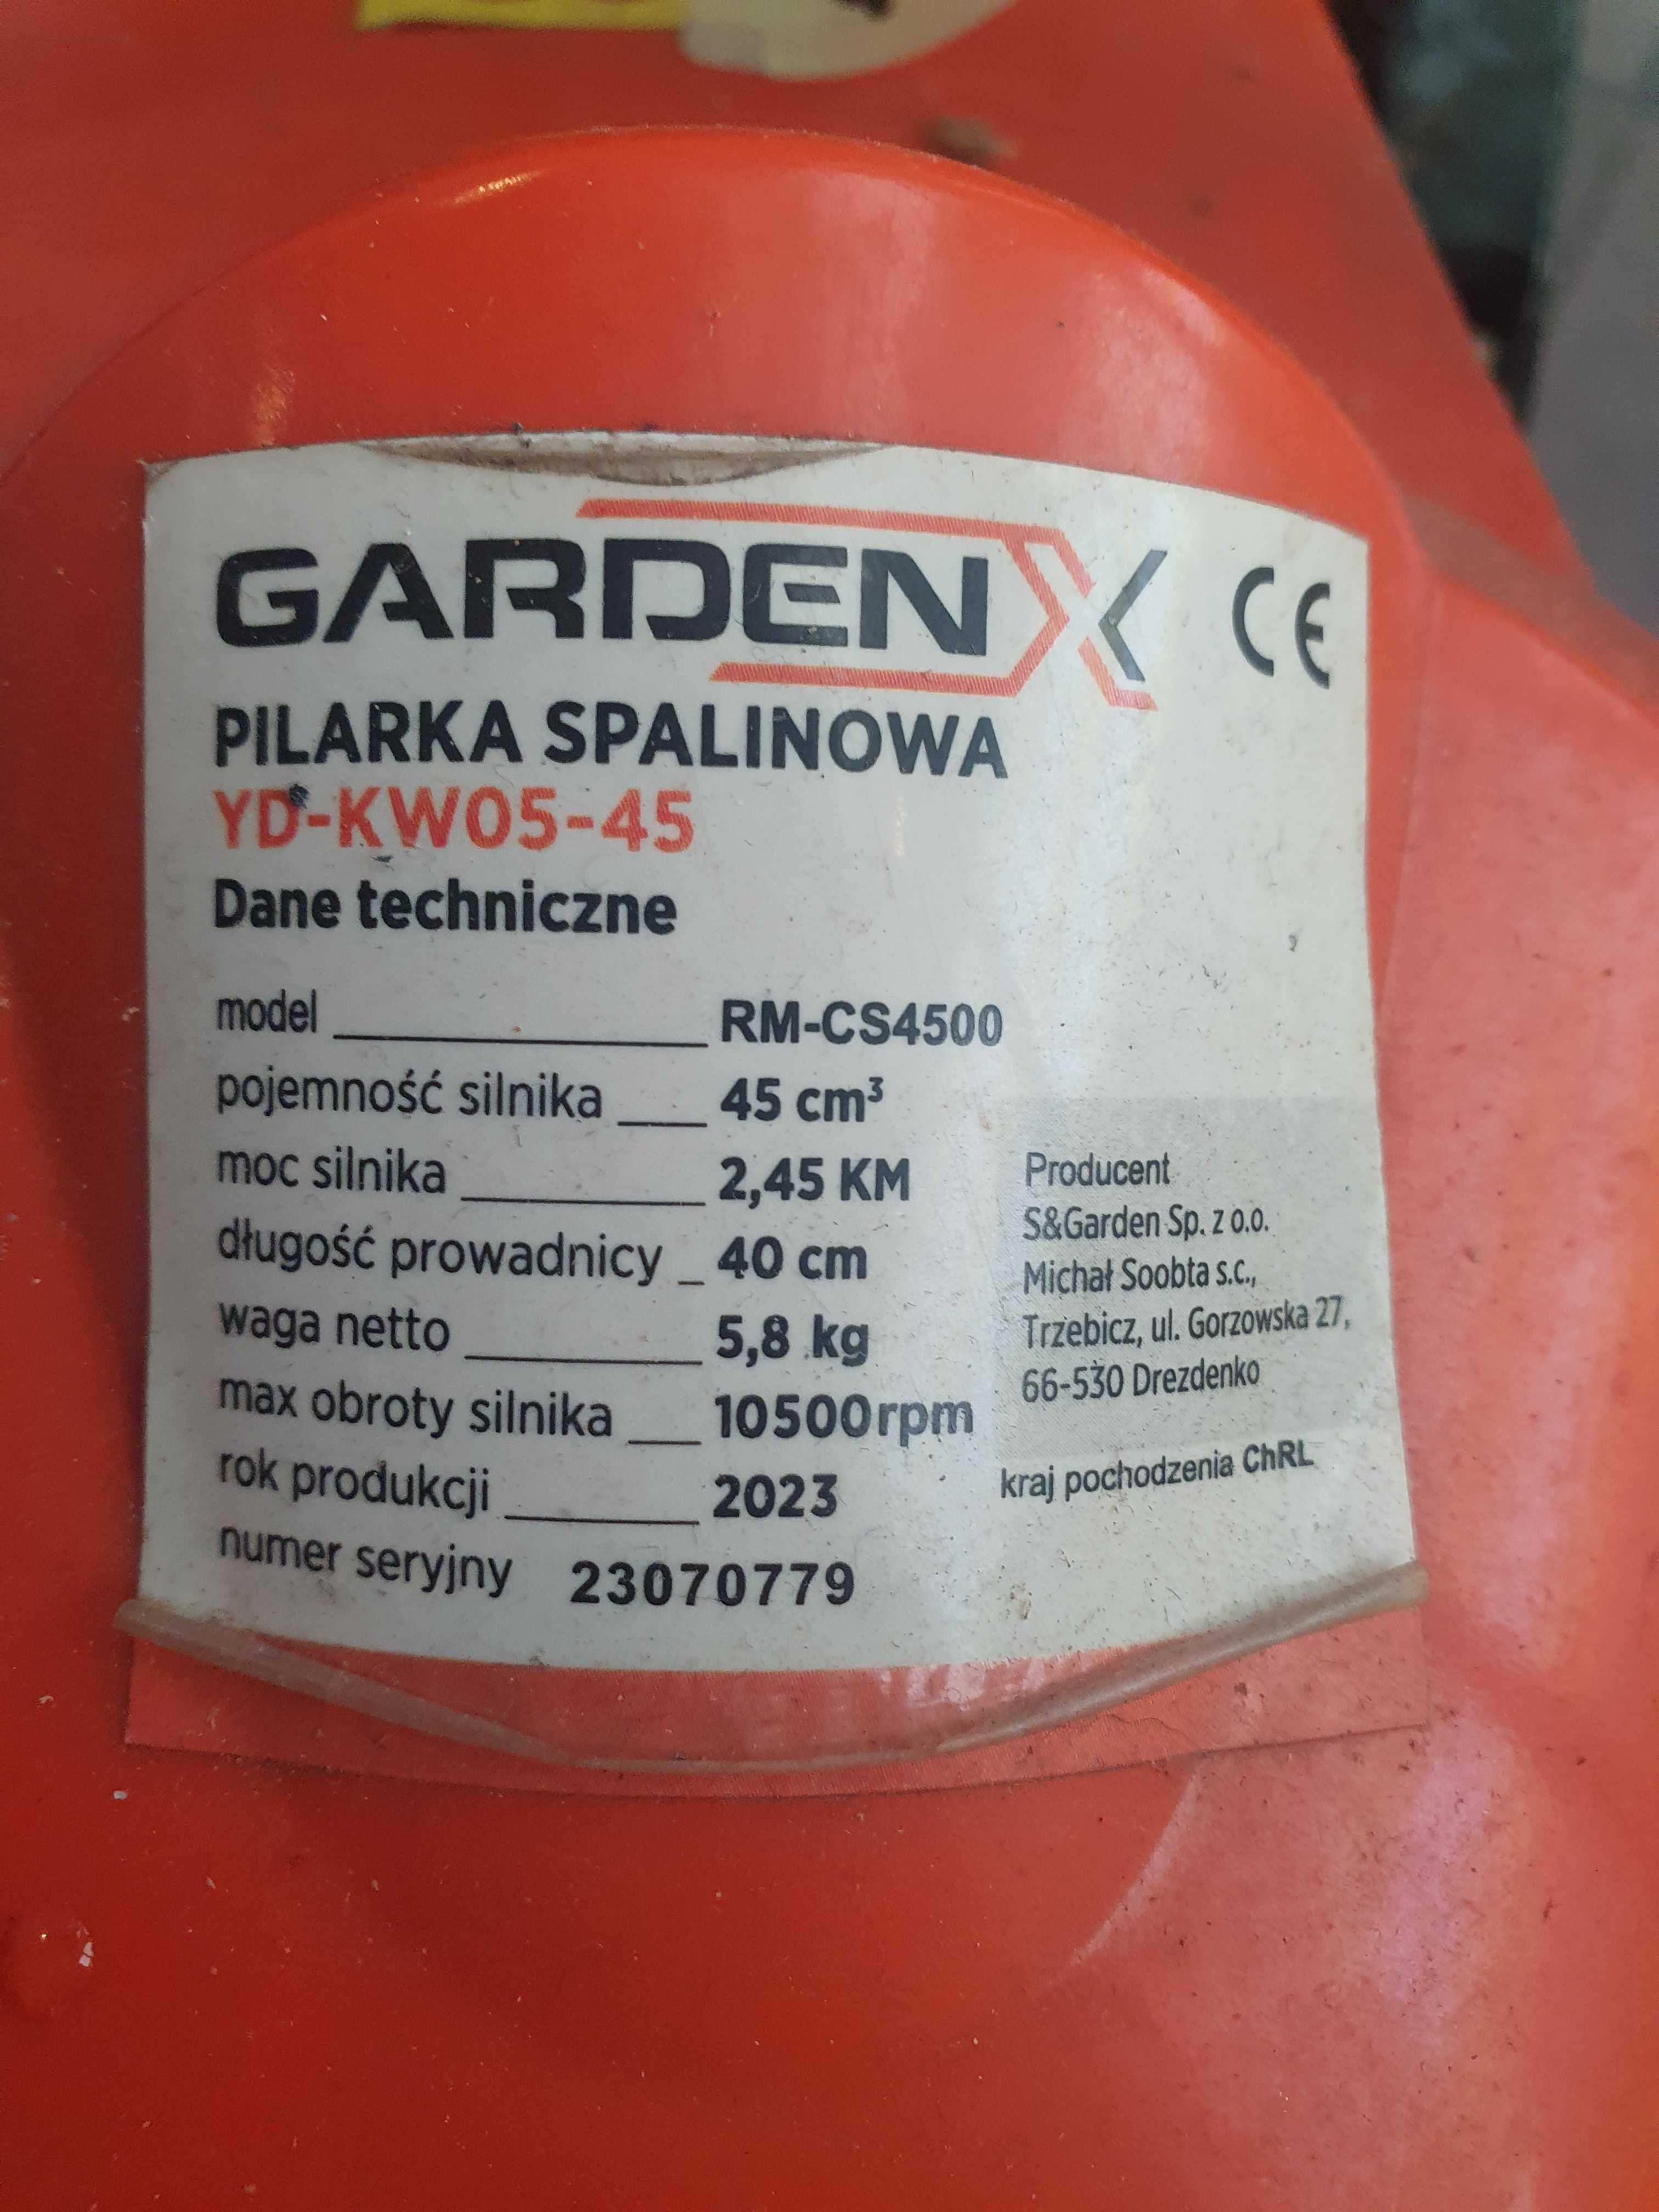 GARDENX CE
PILARKA SPALINOWA
YD-KW05-45
Dane techniczne
model RM-CS4500
pojemność silnika 45 cm³
moc silnika 2,45 KM
długość prowadnicy 40 cm
waga netto 5,8 kg
max obroty silnika 10500rpm
rok produkcji 2023
numer seryjny 23070779
Producent
S&Garden Sp. z o.o.
Michał Soobta s.c.,
Trzebicz, ul. Gorzowska 27,
66-530 Drezdenko
kraj pochodzenia ChRL